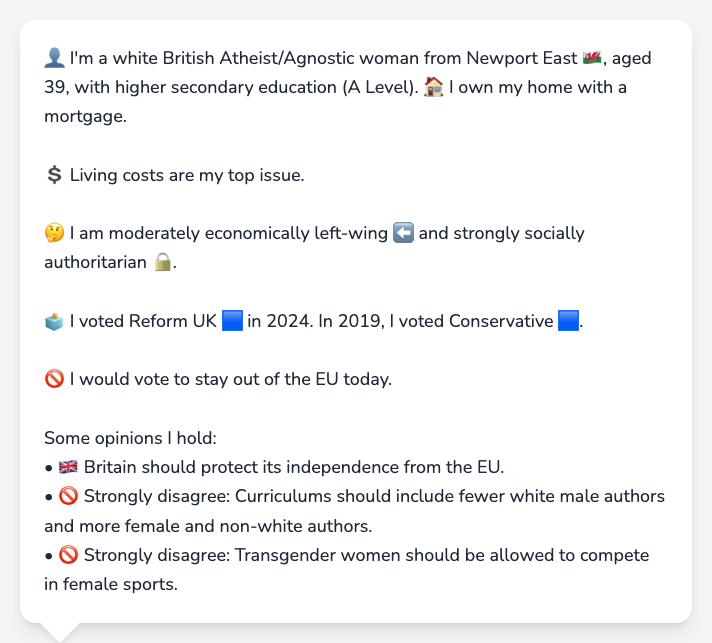 👤 I'm a white British Atheist/Agnostic woman from Newport East 🏴󠁧󠁢󠁷󠁬󠁳󠁿, aged
39, with higher secondary education (A Level). 🏠 I own my home with a
mortgage.
💲 Living costs are my top issue.
🤔 I am moderately economically left-wing ⬅️ and strongly socially
authoritarian 🔒.
🗳️ I voted Reform UK 🟦 in 2024. In 2019, I voted Conservative 🟦.
🚫 I would vote to stay out of the EU today.
Some opinions I hold:
• 🇬🇧 Britain should protect its independence from the EU.
• 🚫 Strongly disagree: Curriculums should include fewer white male authors
and more female and non-white authors.
• 🚫 Strongly disagree: Transgender women should be allowed to compete
in female sports.